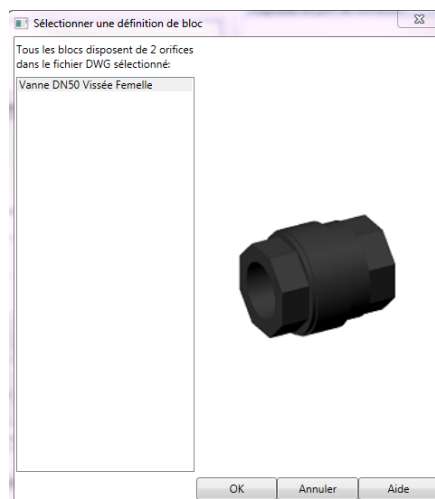 Sélectionner une définition de bloc
Tous les blocs disposent de 2 orifices
dans le fichier DWG sélectionné:
Vanne DN50 Vissée Femelle
OK
Annuler
Aide